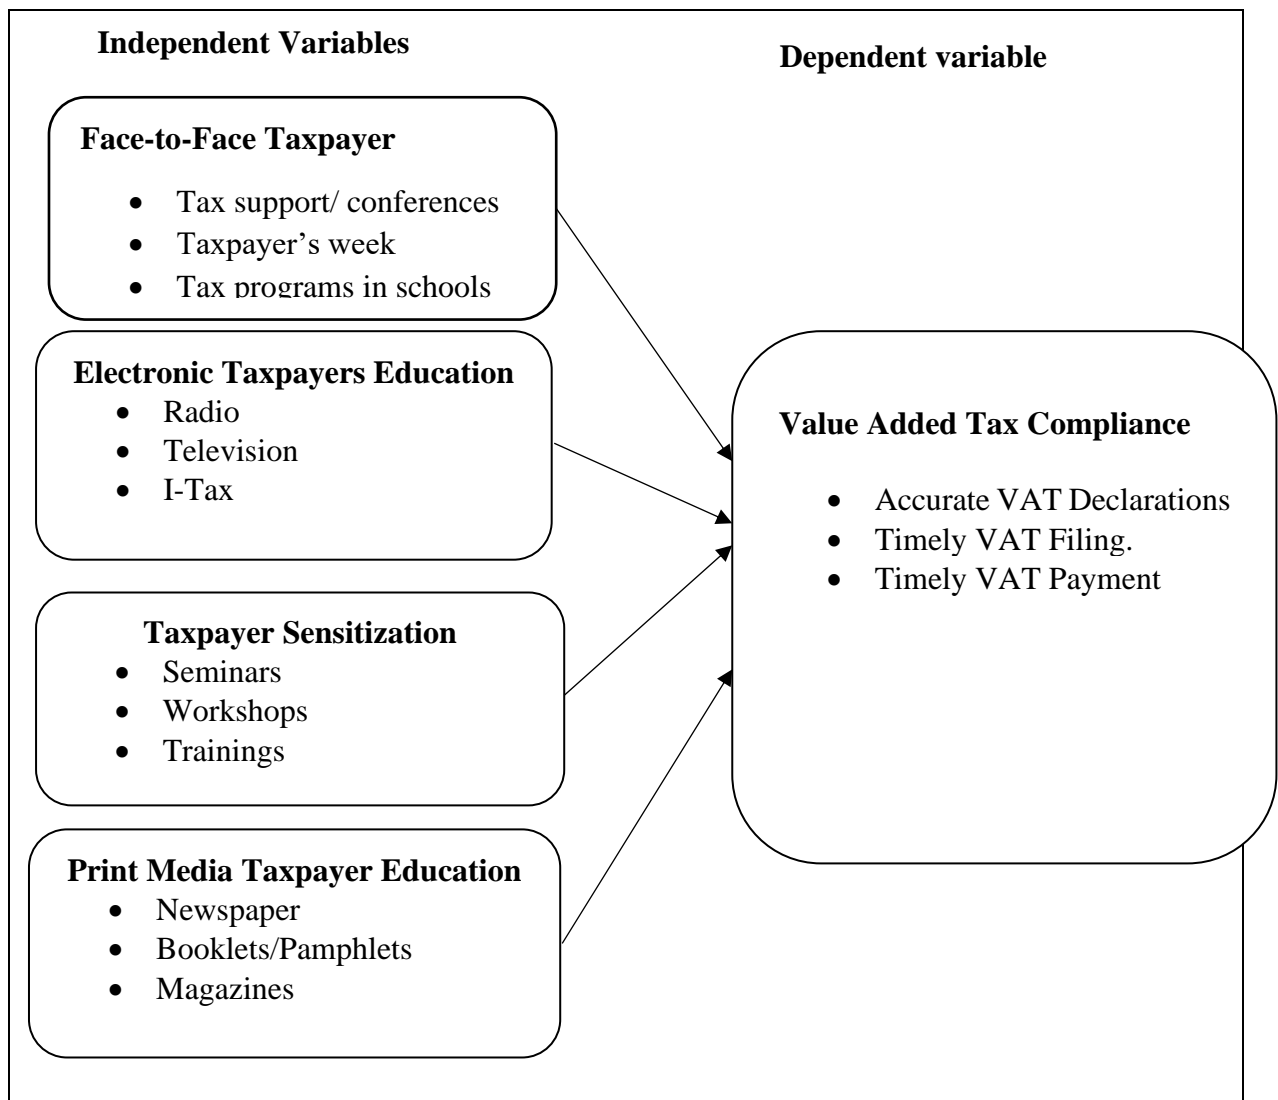 Independent Variables
Dependent variable
Face-to-Face Taxpayer
• Tax support/ conferences
• Taxpayer’s week
• Tax programs in schools
Electronic Taxpayers Education
• Radio
• Television
• I-Tax
Taxpayer Sensitization
• Seminars
• Workshops
• Trainings
Print Media Taxpayer Education
• Newspaper
• Booklets/Pamphlets
• Magazines
Value Added Tax Compliance
• Accurate VAT Declarations
• Timely VAT Filing.
• Timely VAT Payment